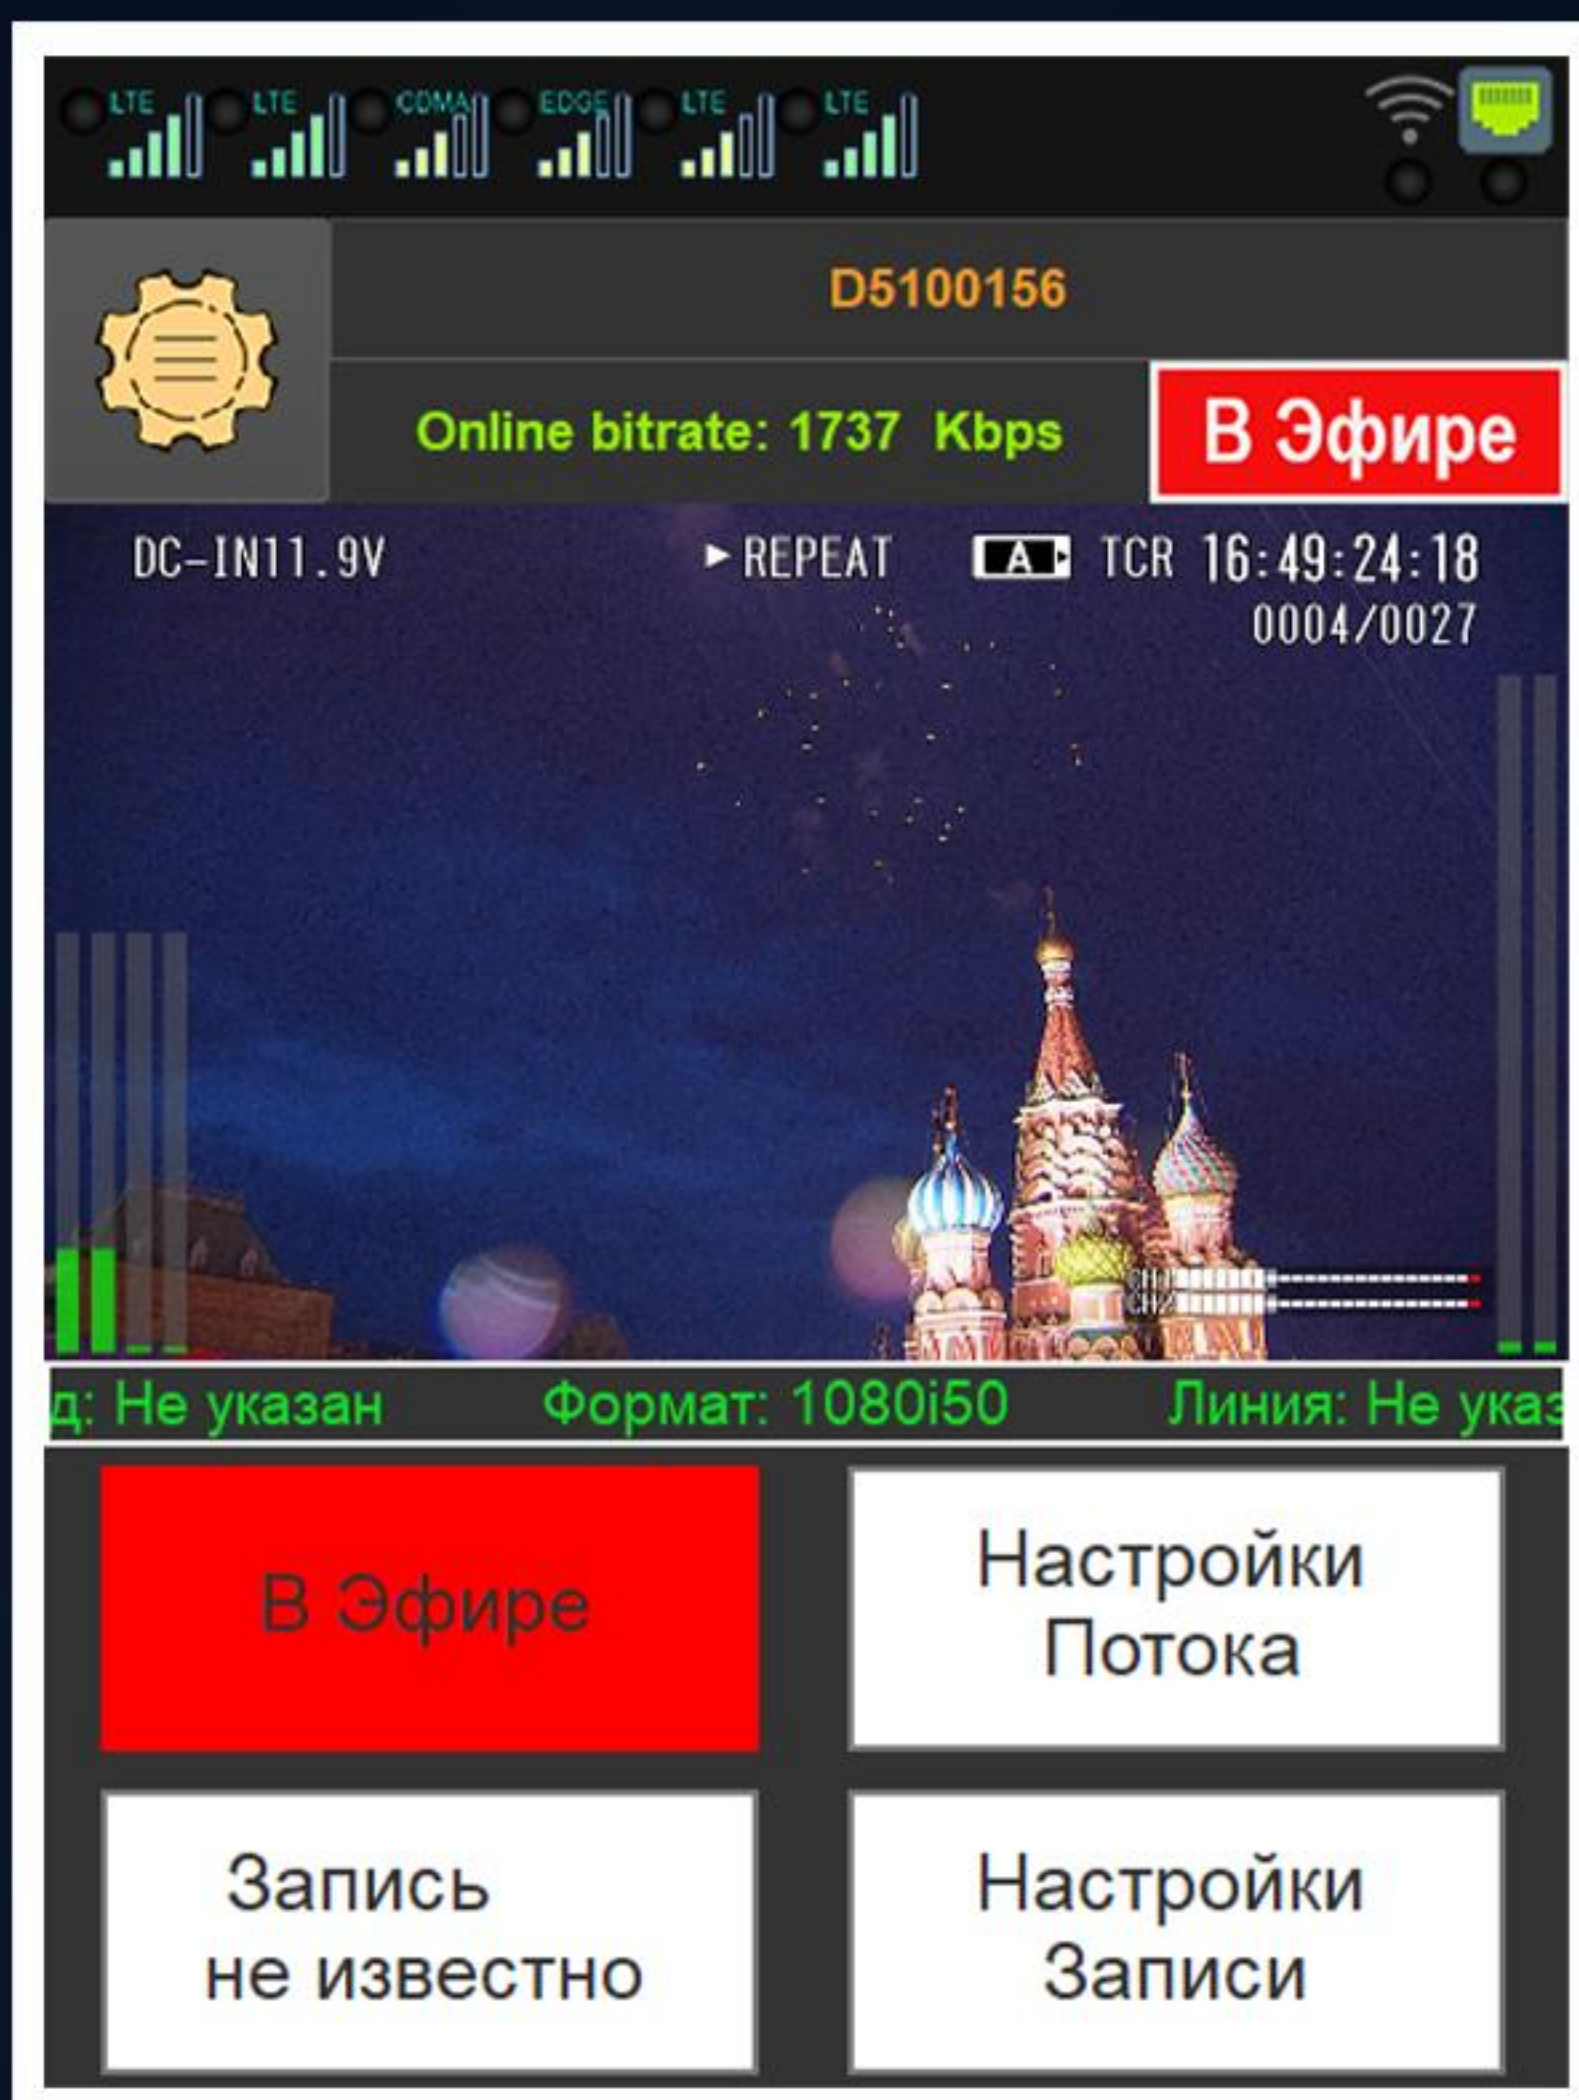 LTE LTE CDMA EDGE LTE LTE
D5100156
Online bitrate: 1737 Kbps
В Эфире
DC-IN11.9V ►REPEAT A TCR 16:49:24:18
0004/0027
CH1
CH2
д: Не указан Формат: 1080i50 Линия: Не указ
В Эфире
Настройки
Потока
Запись
не известно
Настройки
Записи